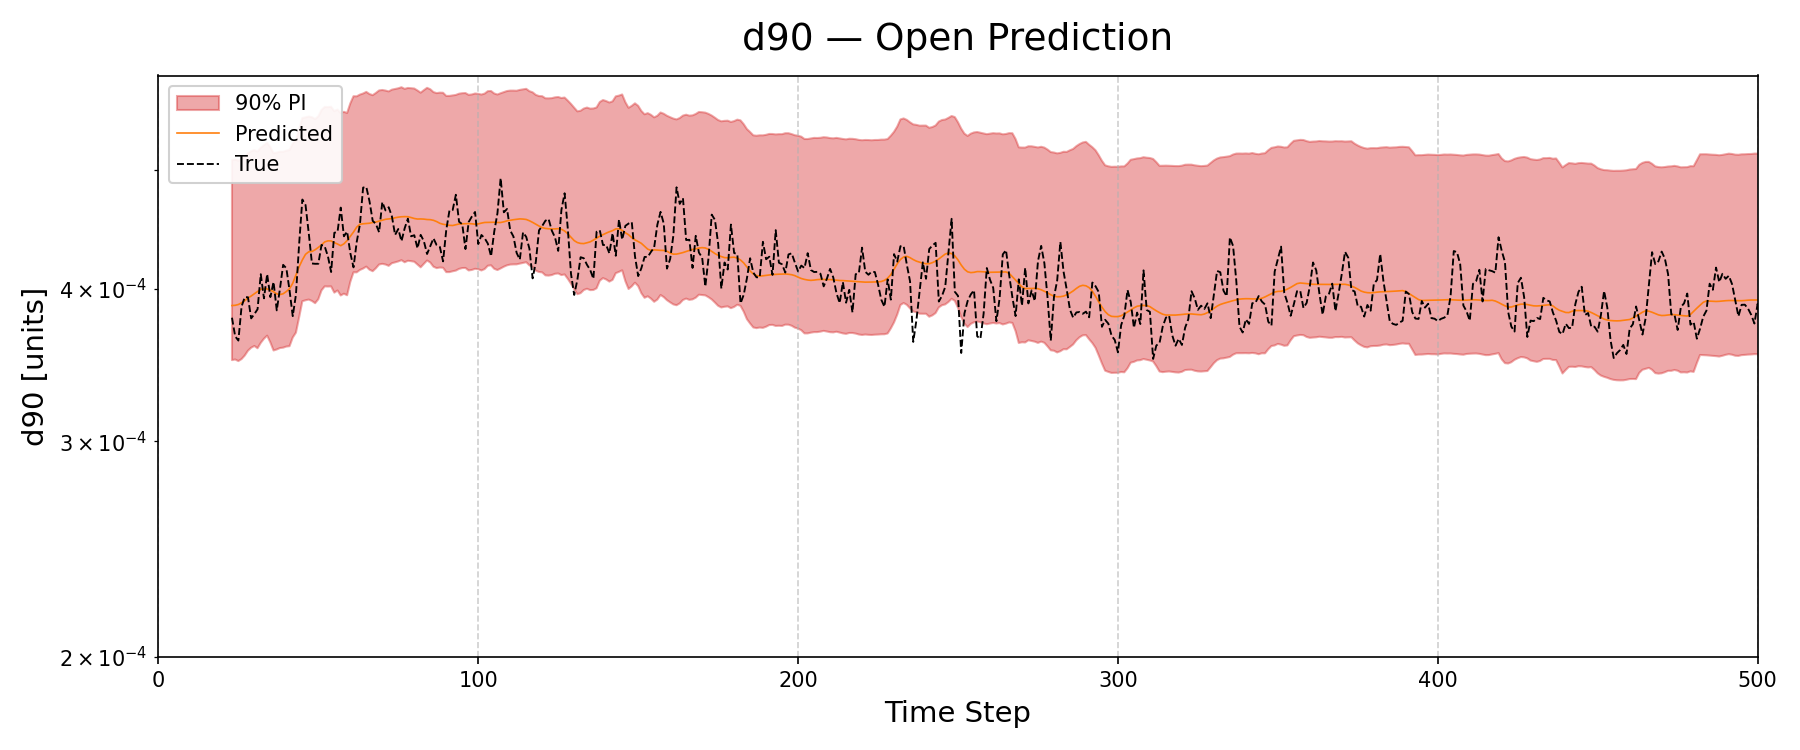 d90 — Open Prediction
90% PI
Predicted
True
d90 [units]
4 × 10⁻⁴
3 × 10⁻⁴
2 × 10⁻⁴
0 100 200 300 400 500
Time Step